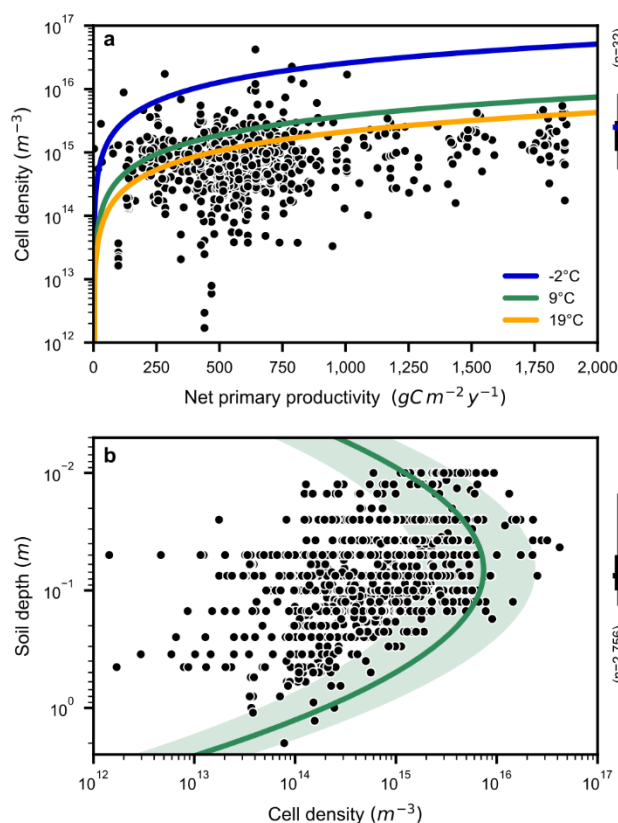 a
10^17
10^16
10^15
10^14
10^13
10^12
Cell density (m^−3)
-2°C
9°C
19°C
0 250 500 750 1,000 1,250 1,500 1,750 2,000
Net primary productivity (gC m^−2 y^−1)
(n=32)
b
10^−2
10^−1
10^0
Soil depth (m)
10^12 10^13 10^14 10^15 10^16 10^17
Cell density (m^−3)
(n=2,756)